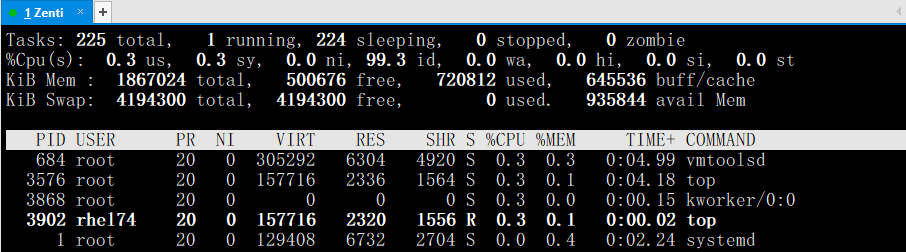 1 Zenti × +
Tasks: 225 total, 1 running, 224 sleeping, 0 stopped, 0 zombie
%Cpu(s): 0.3 us, 0.3 sy, 0.0 ni, 99.3 id, 0.0 wa, 0.0 hi, 0.0 si, 0.0 st
KiB Mem : 1867024 total, 500676 free, 720812 used, 645536 buff/cache
KiB Swap: 4194300 total, 4194300 free, 0 used. 935844 avail Mem
PID USER PR NI VIRT RES SHR S %CPU %MEM TIME+ COMMAND
684 root 20 0 305292 6304 4920 S 0.3 0.3 0:04.99 vmtoolsd
3576 root 20 0 157716 2336 1564 S 0.3 0.1 0:04.18 top
3868 root 20 0 0 0 0 S 0.3 0.0 0:00.15 kworker/0:0
3902 rhel74 20 0 157716 2320 1556 R 0.3 0.1 0:00.02 top
1 root 20 0 129408 6732 2704 S 0.0 0.4 0:02.24 systemd